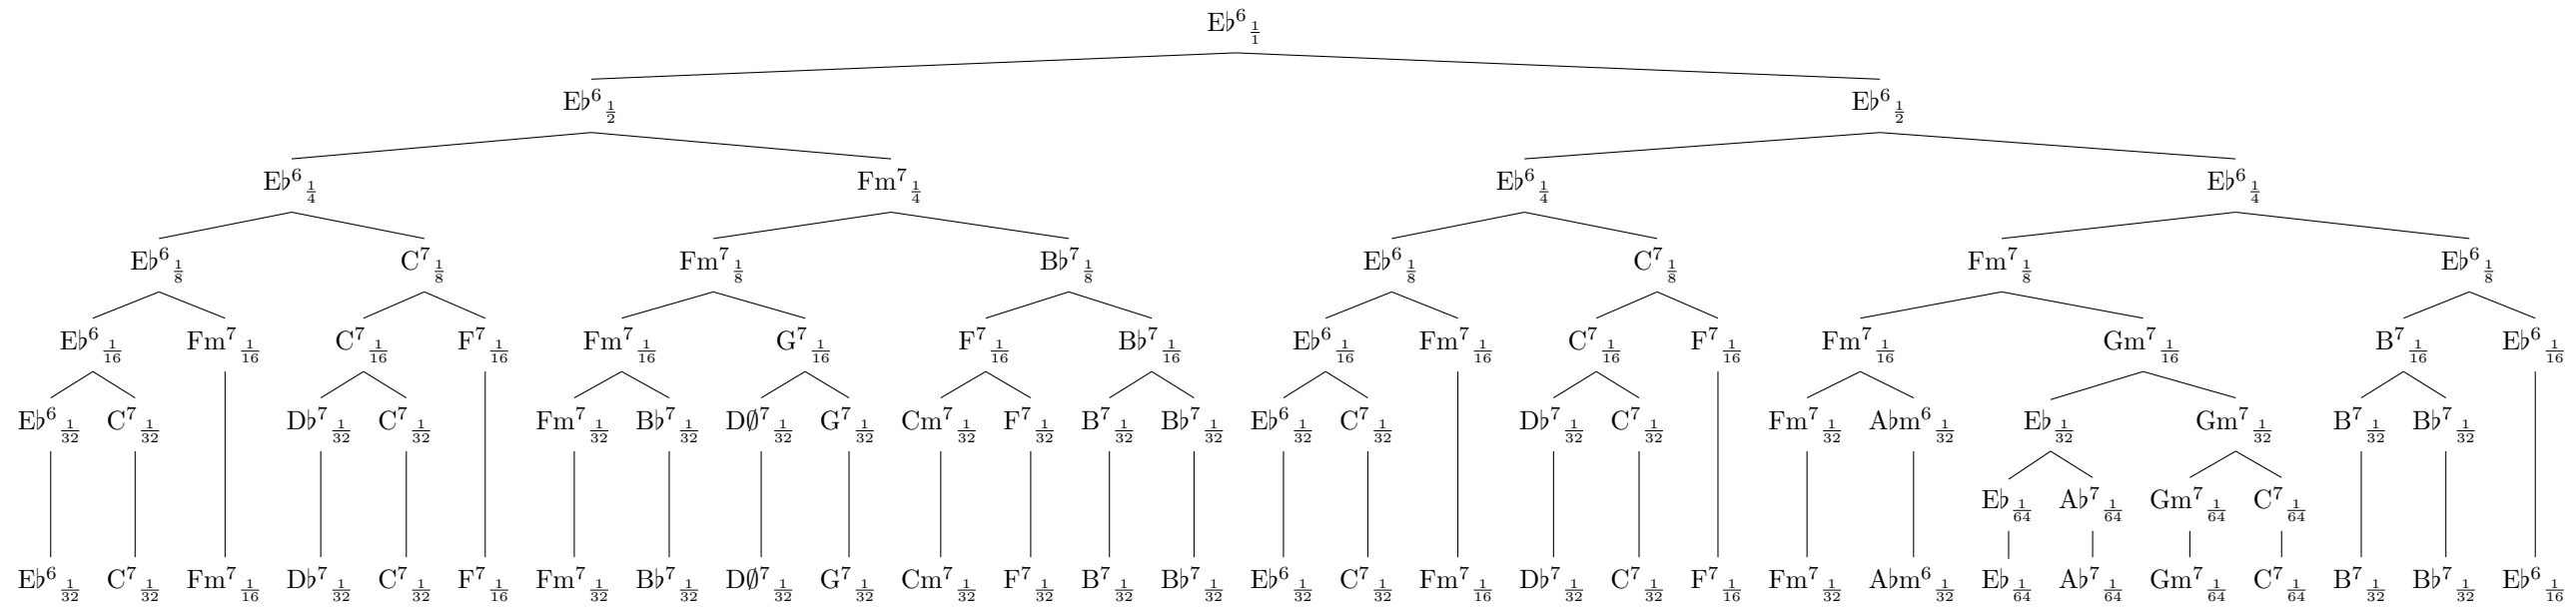 E♭⁶ 1/1
E♭⁶ 1/2 E♭⁶ 1/2
E♭⁶ 1/4 Fm⁷ 1/4 E♭⁶ 1/4 E♭⁶ 1/4
E♭⁶ 1/8 C⁷ 1/8 Fm⁷ 1/8 B♭⁷ 1/8 E♭⁶ 1/8 C⁷ 1/8 Fm⁷ 1/8 E♭⁶ 1/8
E♭⁶ 1/16 Fm⁷ 1/16 C⁷ 1/16 F⁷ 1/16 Fm⁷ 1/16 G⁷ 1/16 F⁷ 1/16 B♭⁷ 1/16 E♭⁶ 1/16 Fm⁷ 1/16 C⁷ 1/16 F⁷ 1/16 Fm⁷ 1/16 Gm⁷ 1/16 B⁷ 1/16 E♭⁶ 1/16
E♭⁶ 1/32 C⁷ 1/32 D♭⁷ 1/32 C⁷ 1/32 Fm⁷ 1/32 B♭⁷ 1/32 D∅⁷ 1/32 G⁷ 1/32 Cm⁷ 1/32 F⁷ 1/32 B⁷ 1/32 B♭⁷ 1/32 E♭⁶ 1/32 C⁷ 1/32 D♭⁷ 1/32 C⁷ 1/32 Fm⁷ 1/32 A♭m⁶ 1/32 E♭ 1/32 Gm⁷ 1/32 B⁷ 1/32 B♭⁷ 1/32
E♭ 1/64 A♭⁷ 1/64 Gm⁷ 1/64 C⁷ 1/64
E♭⁶ 1/32 C⁷ 1/32 Fm⁷ 1/16 D♭⁷ 1/32 C⁷ 1/32 F⁷ 1/16 Fm⁷ 1/32 B♭⁷ 1/32 D∅⁷ 1/32 G⁷ 1/32 Cm⁷ 1/32 F⁷ 1/32 B⁷ 1/32 B♭⁷ 1/32 E♭⁶ 1/32 C⁷ 1/32 Fm⁷ 1/16 D♭⁷ 1/32 C⁷ 1/32 F⁷ 1/16 Fm⁷ 1/32 A♭m⁶ 1/32 E♭ 1/64 A♭⁷ 1/64 Gm⁷ 1/64 C⁷ 1/64 B⁷ 1/32 B♭⁷ 1/32 E♭⁶ 1/16